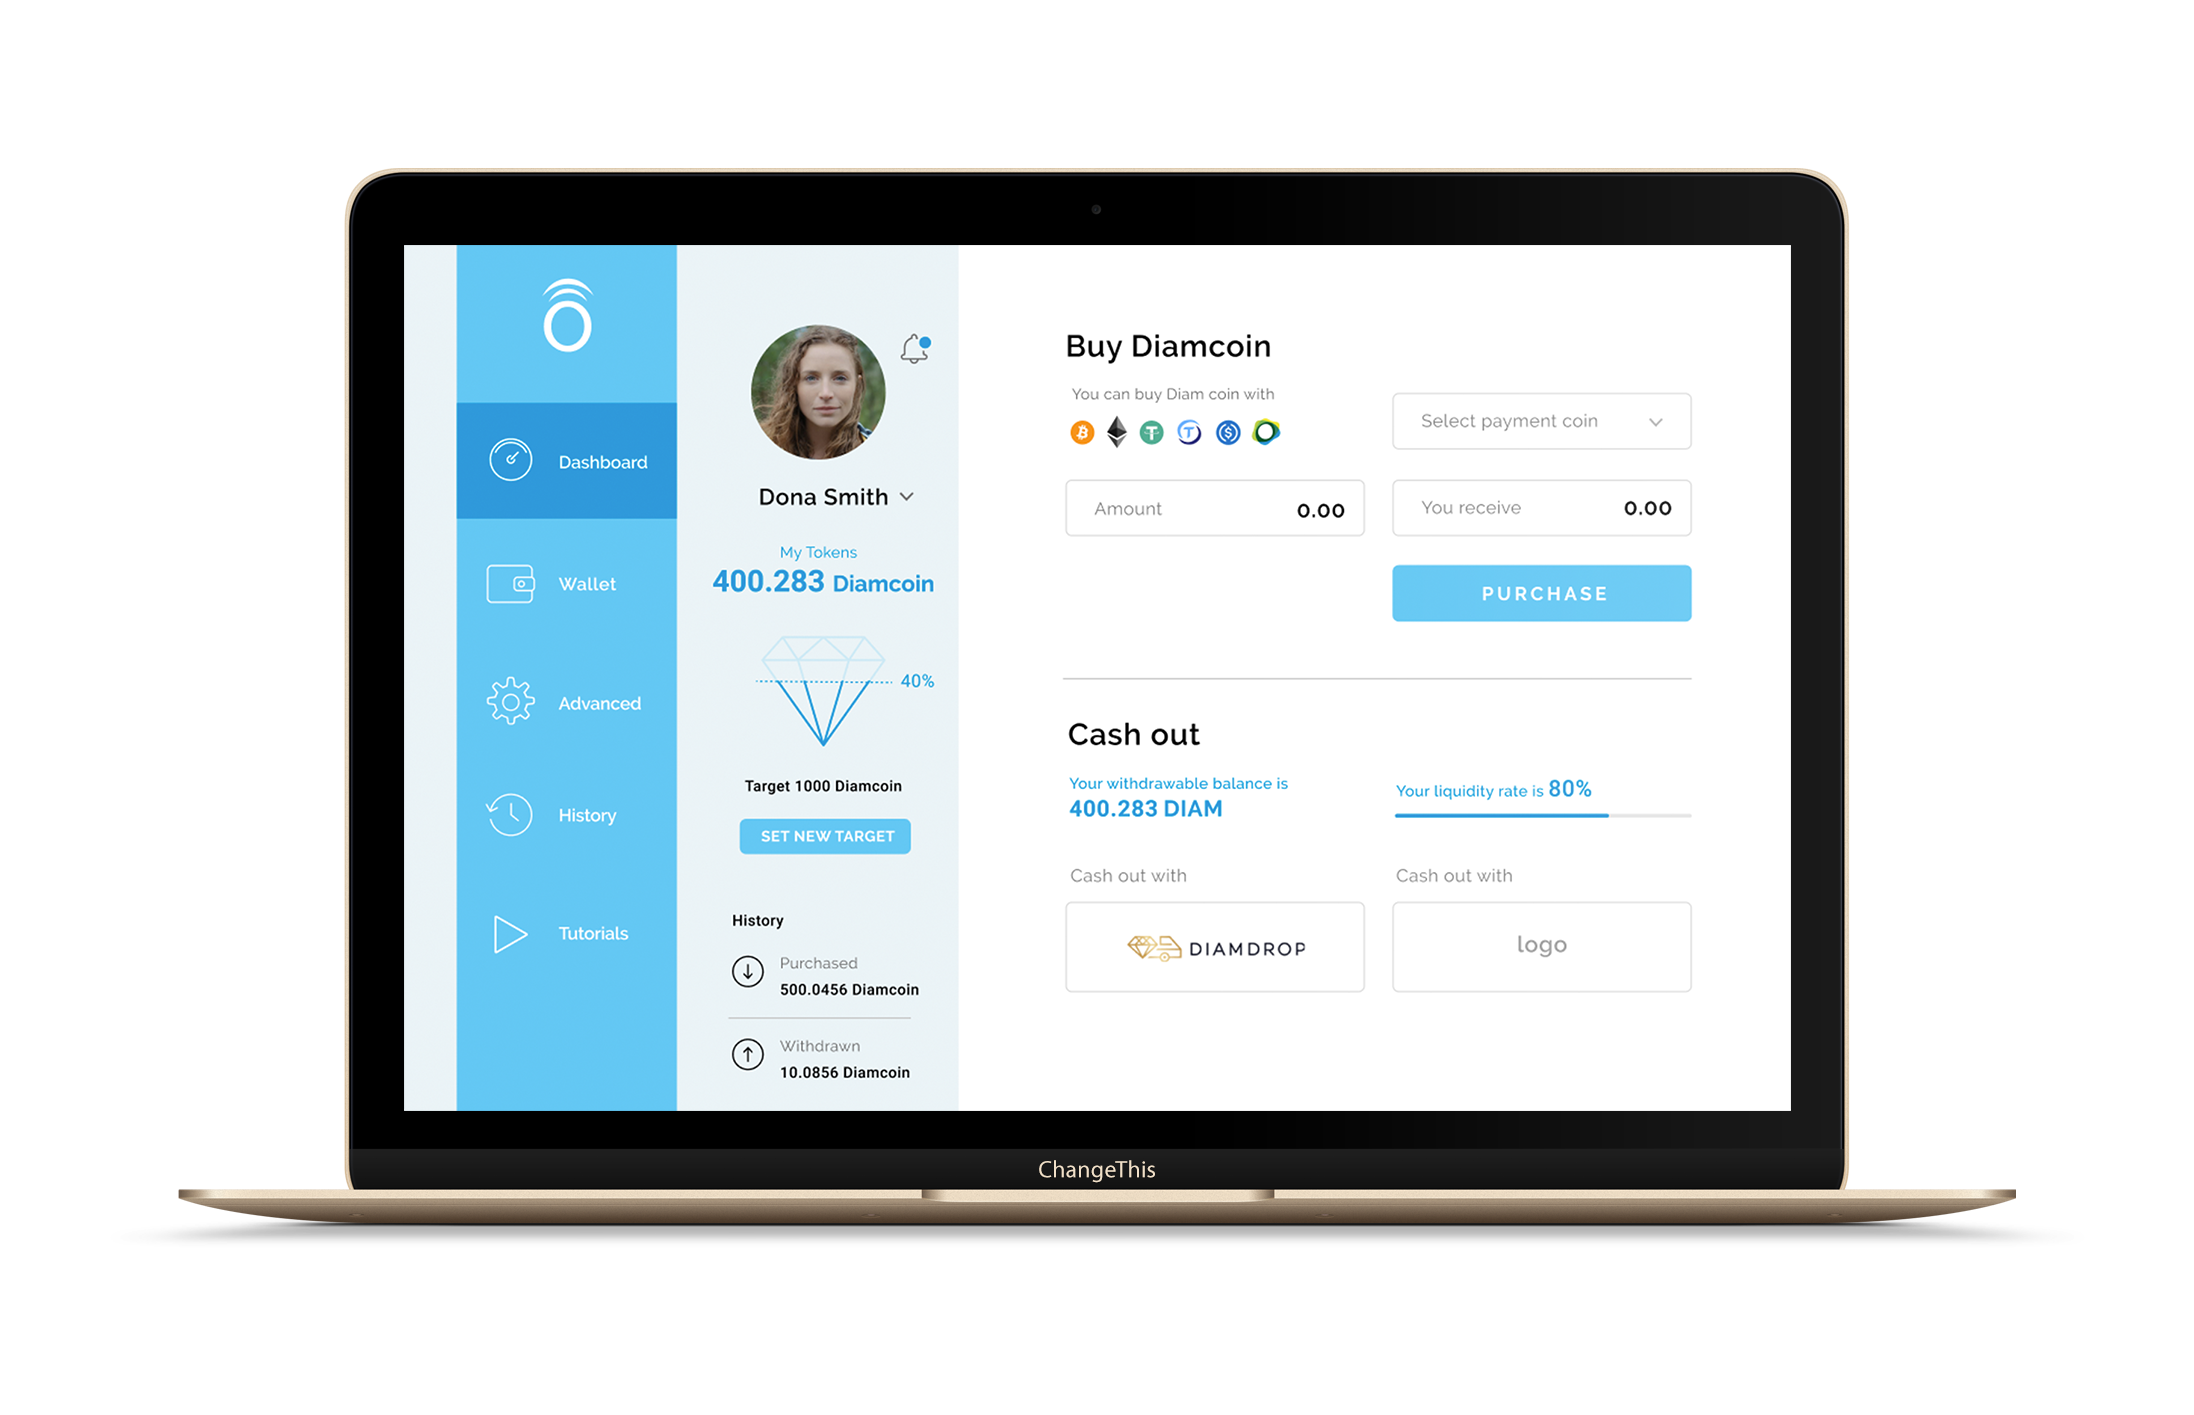 Dashboard
Wallet
Advanced
History
Tutorials
Dona Smith
My Tokens
400.283 Diamcoin
40%
Target 1000 Diamcoin
SET NEW TARGET
History
Purchased
500.0456 Diamcoin
Withdrawn
10.0856 Diamcoin
Buy Diamcoin
You can buy Diam coin with
Select payment coin
Amount 0.00
You receive 0.00
PURCHASE
Cash out
Your withdrawable balance is
400.283 DIAM
Your liquidity rate is 80%
Cash out with
DIAMDROP
Cash out with
logo
ChangeThis